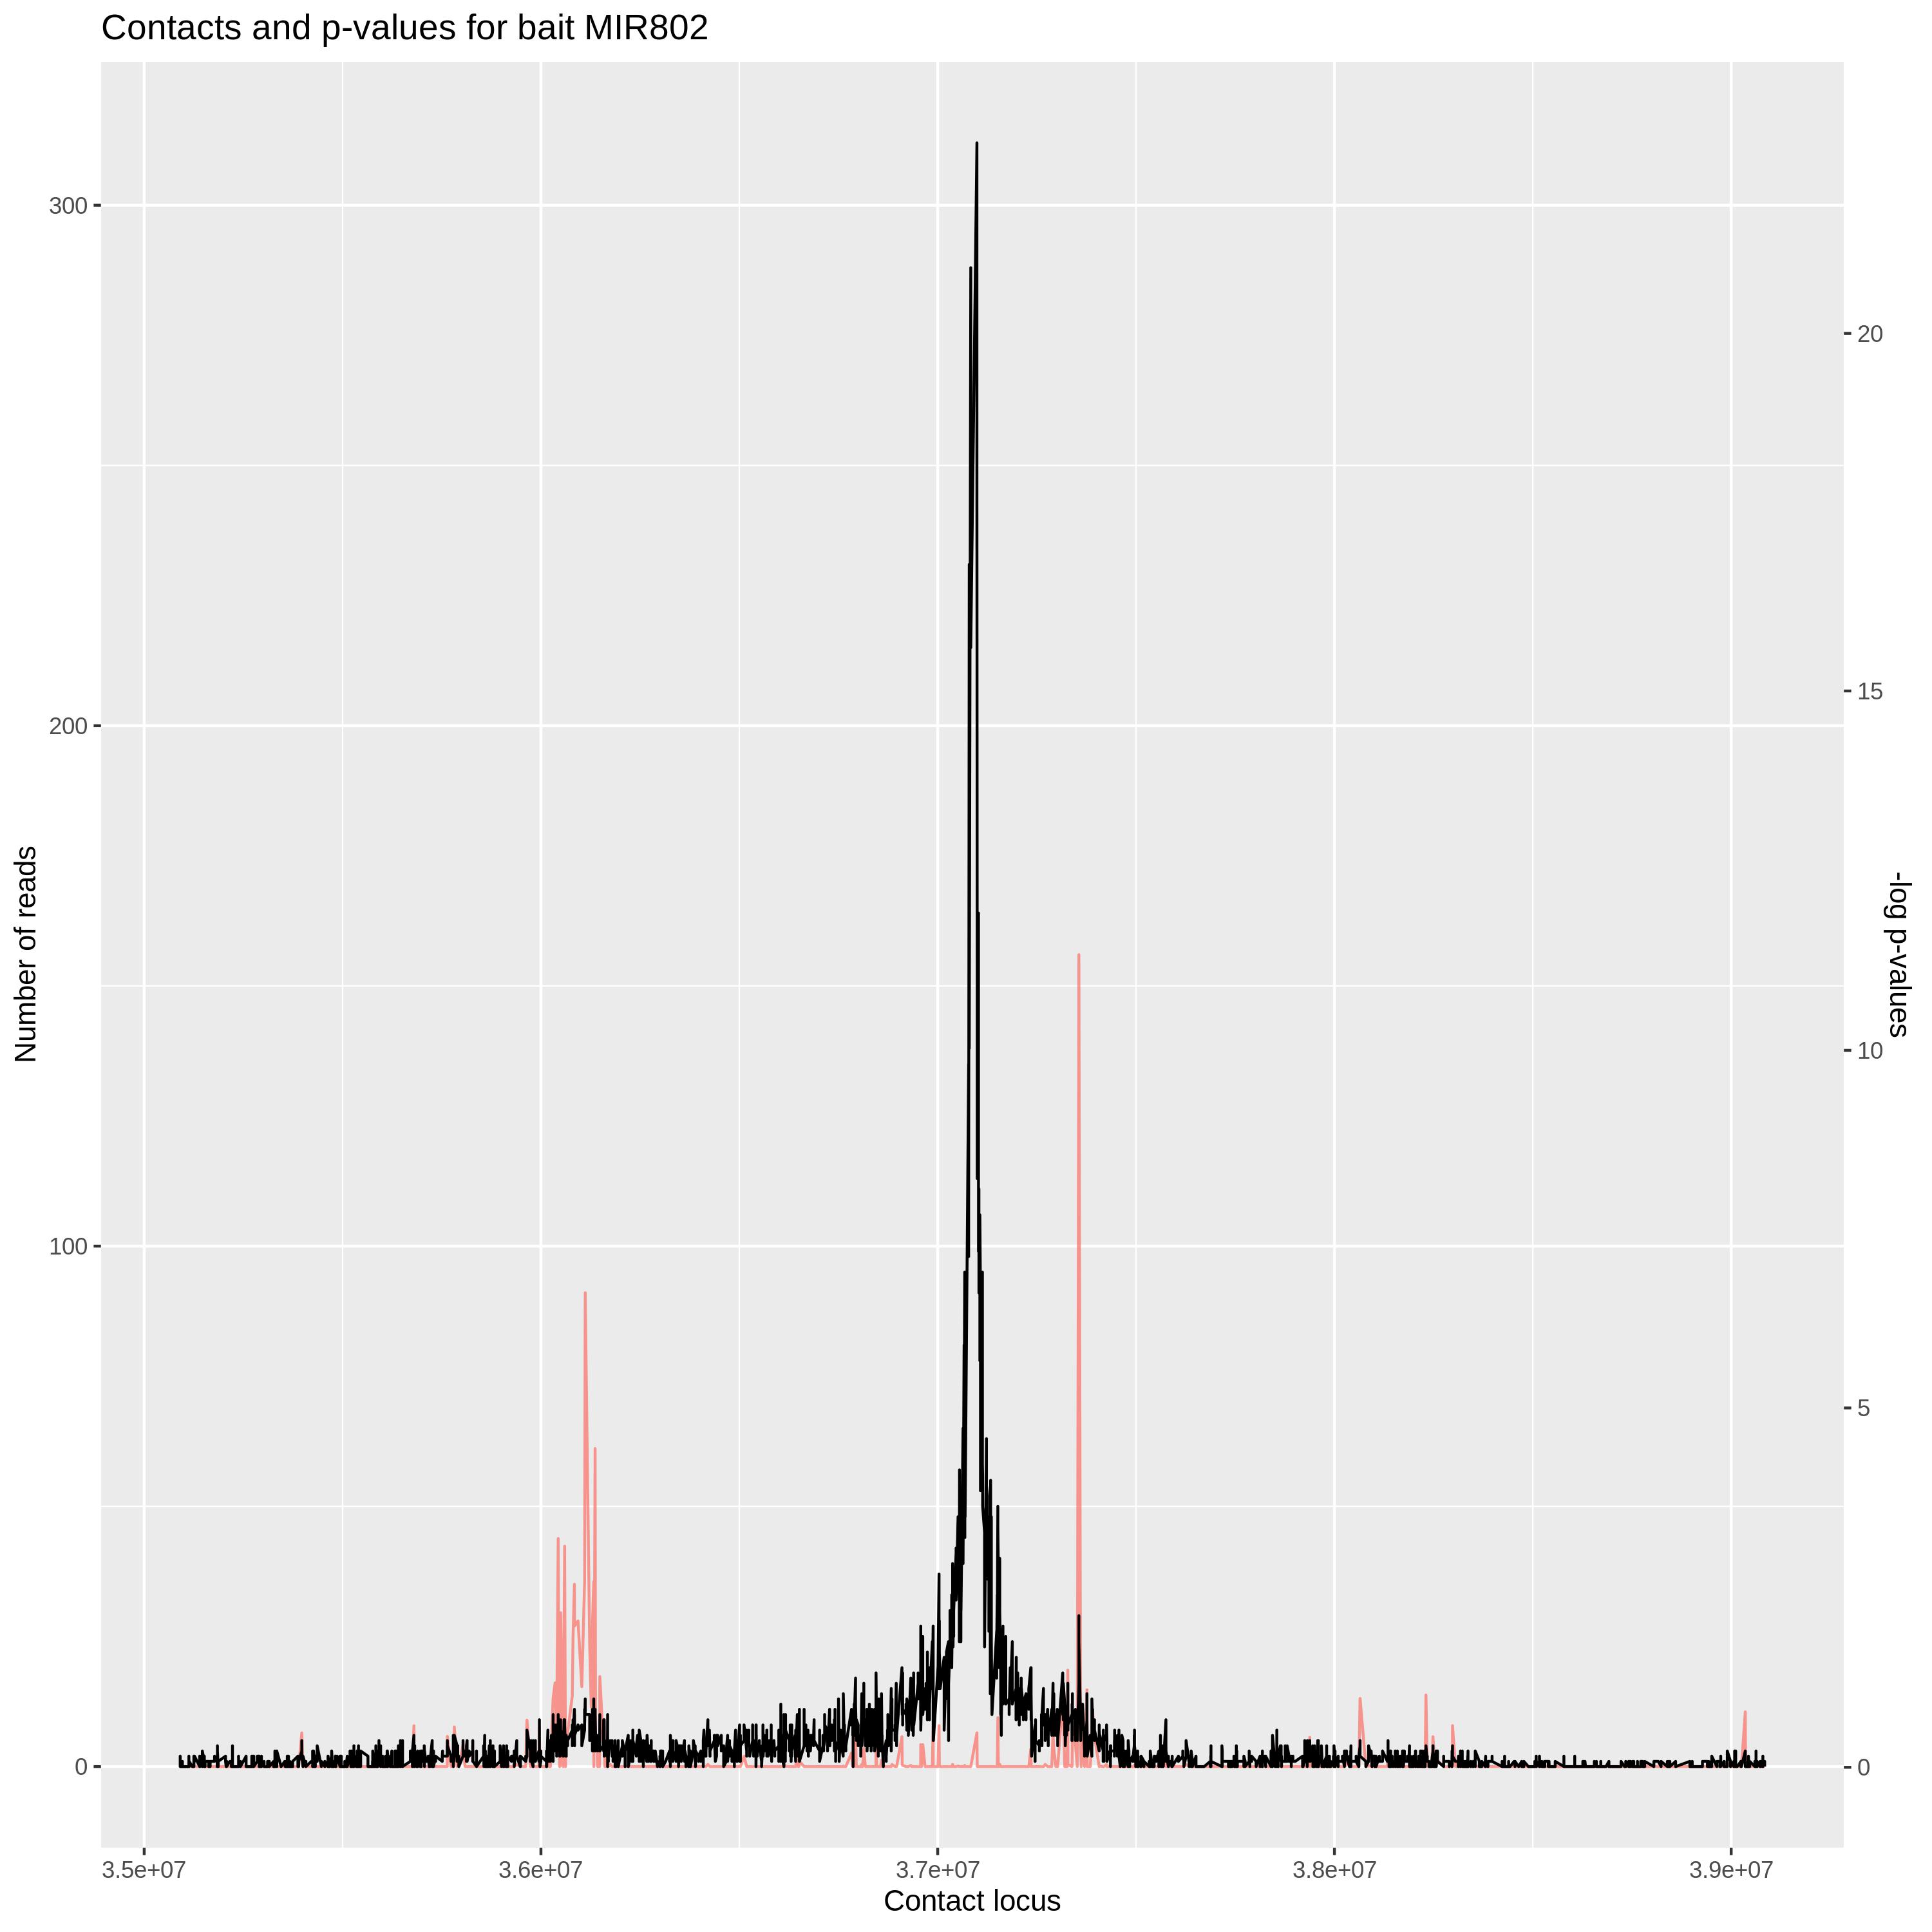 Contacts and p-values for bait MIR802
300
200
100
0
Number of reads
20
15
10
5
0
-log p-values
3.5e+07 3.6e+07 3.7e+07 3.8e+07 3.9e+07
Contact locus